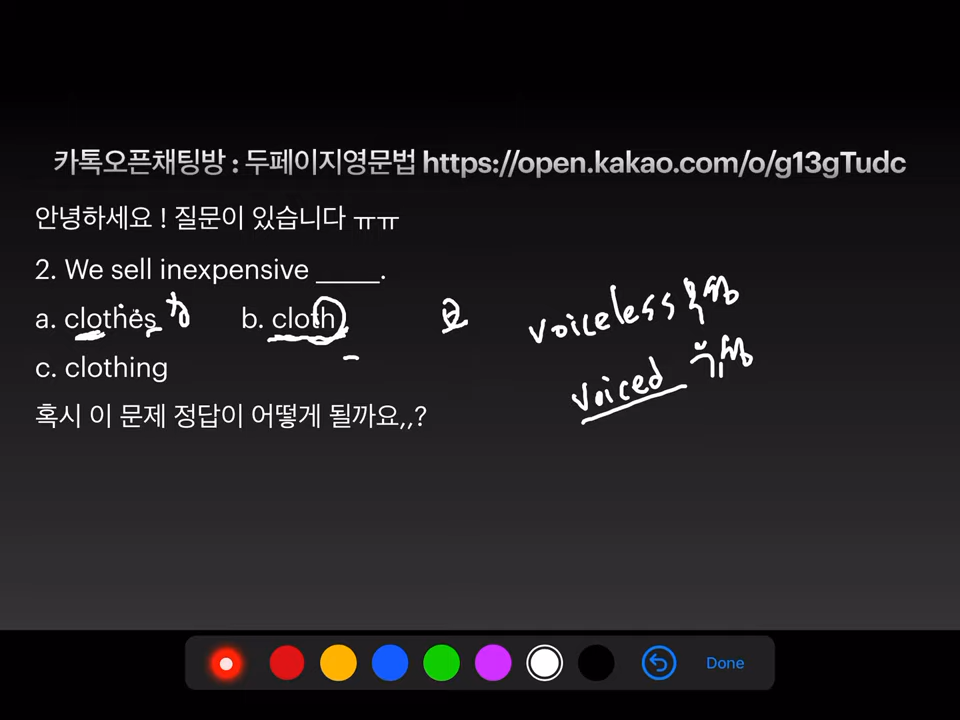 카톡오픈채팅방 : 두페이지영문법 https://open.kakao.com/o/g13gTudc
안녕하세요 ! 질문이 있습니다 ㅠㅠ
2. We sell inexpensive _____.
a. clothes b. cloth
voiceless
c. clothing
voiced
혹시 이 문제 정답이 어떻게 될까요,,?
Done